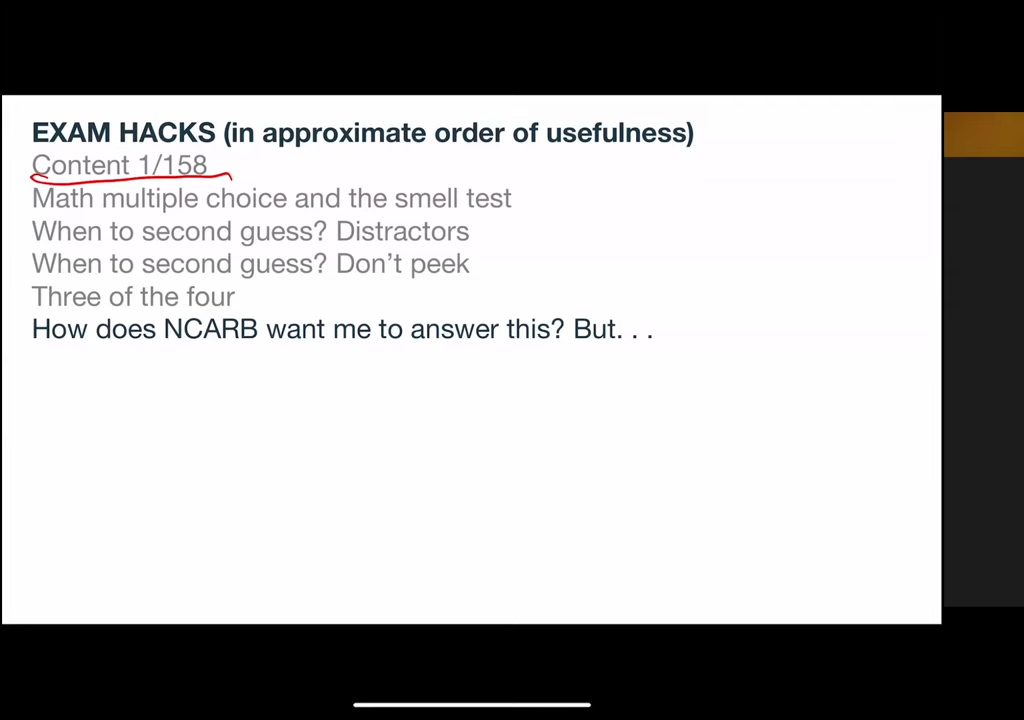 EXAM HACKS (in approximate order of usefulness)
Content 1/158
Math multiple choice and the smell test
When to second guess? Distractors
When to second guess? Don’t peek
Three of the four
How does NCARB want me to answer this? But. . .